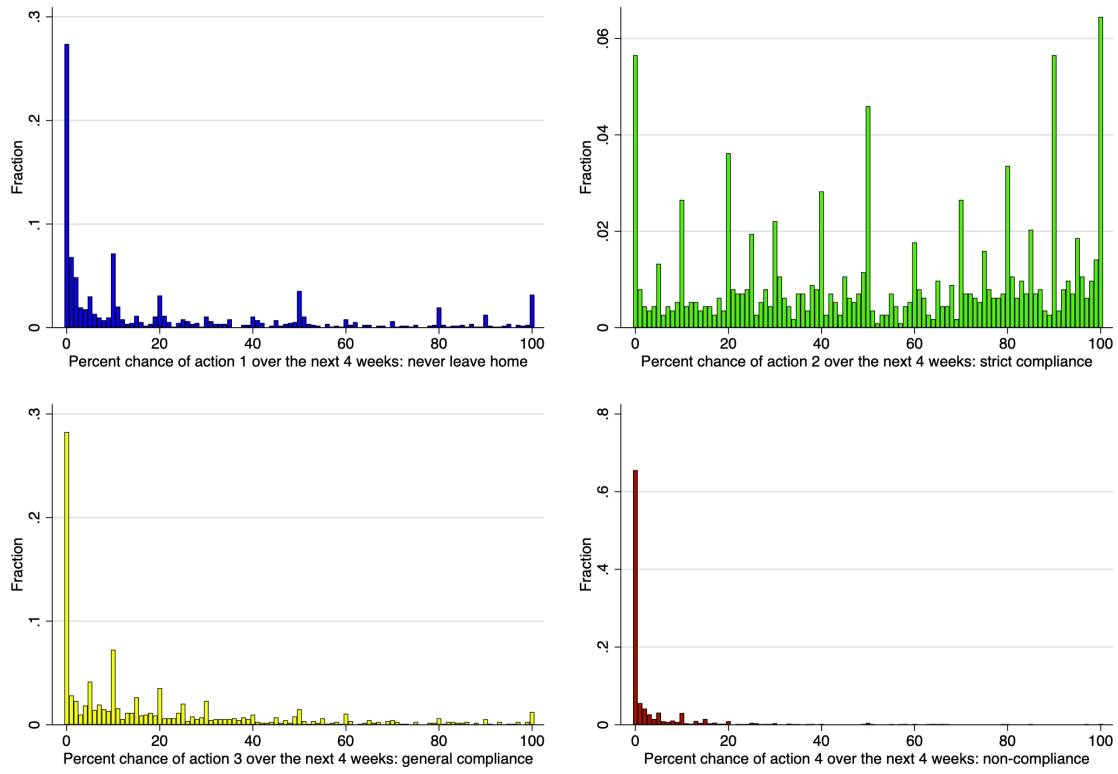 .3
.2
.1
0
Fraction
0 20 40 60 80 100
Percent chance of action 1 over the next 4 weeks: never leave home
.06
.04
.02
0
Fraction
0 20 40 60 80 100
Percent chance of action 2 over the next 4 weeks: strict compliance
.3
.2
.1
0
Fraction
0 20 40 60 80 100
Percent chance of action 3 over the next 4 weeks: general compliance
.8
.6
.4
.2
0
Fraction
0 20 40 60 80 100
Percent chance of action 4 over the next 4 weeks: non-compliance